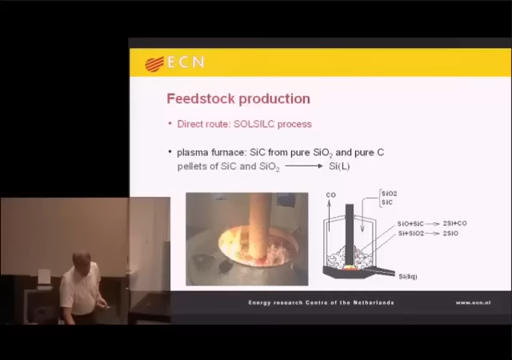 ECN
Feedstock production
• Direct route: SOLSILC process
• plasma furnace: SiC from pure SiO2 and pure C
pellets of SiC and SiO2 → Si(L)
CO
SiO2
SiC
SiO+SiC → 2Si+CO
Si+SiO2 → 2SiO
Si(liq)
Energy research Centre of the Netherlands
www.ecn.nl